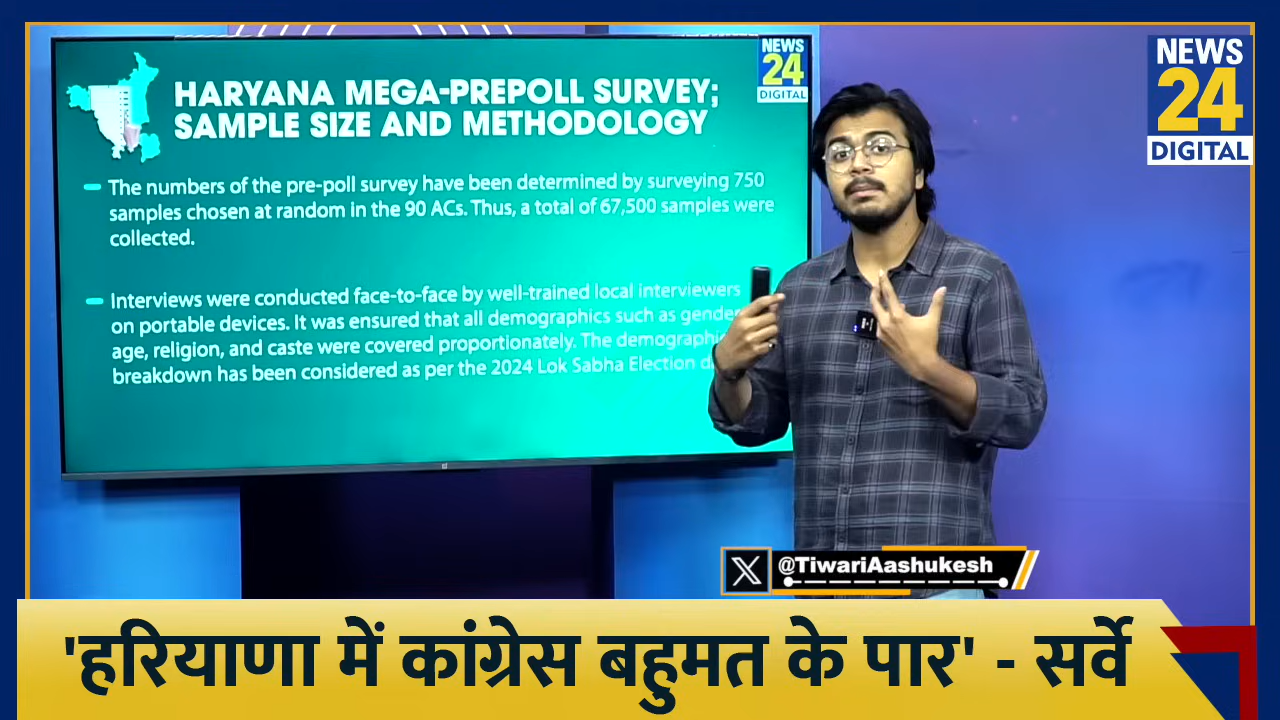 NEWS
24
DIGITAL
HARYANA MEGA-PREPOLL SURVEY;
SAMPLE SIZE AND METHODOLOGY
The numbers of the pre-poll survey have been determined by surveying 750
samples chosen at random in the 90 ACs. Thus, a total of 67,500 samples were
collected.
Interviews were conducted face-to-face by well-trained local interviewers
on portable devices. It was ensured that all demographics such as gender
age, religion, and caste were covered proportionately. The
breakdown has been considered as per the 2024 Lok Sabha Election
NEWS
24
DIGITAL
@TiwariAashukesh
'हरियाणा में कांग्रेस बहुमत के पार' - सर्वे